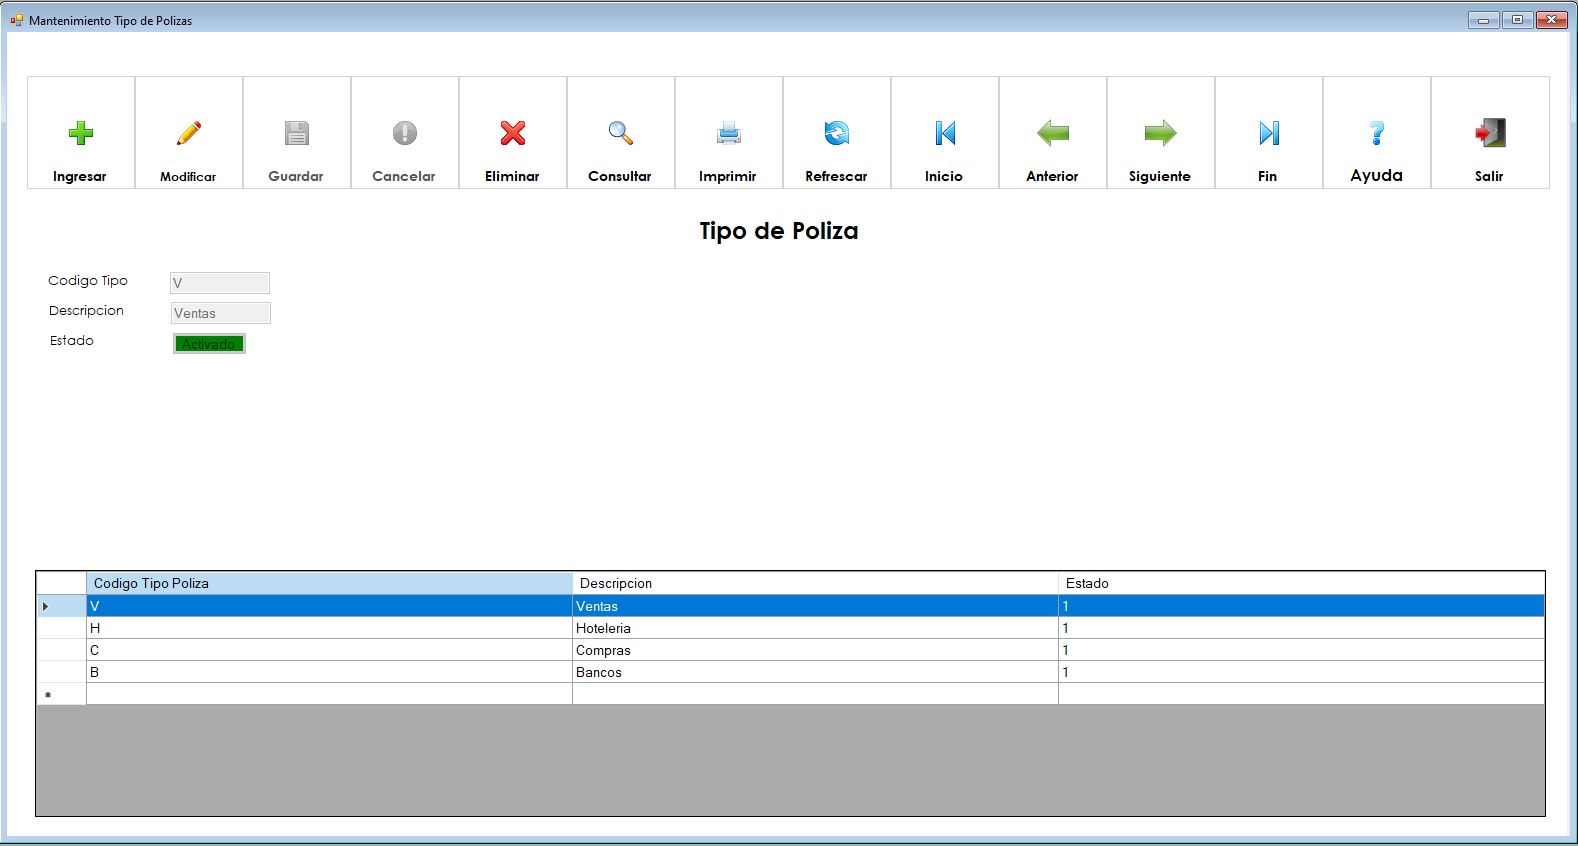 Mantenimiento Tipo de Polizas
Ingresar Modificar Guardar Cancelar Eliminar Consultar Imprimir Refrescar Inicio Anterior Siguiente Fin Ayuda Salir
Tipo de Poliza
Codigo Tipo V
Descripcion Ventas
Estado Activado
Codigo Tipo Poliza Descripcion Estado
V Ventas 1
H Hoteleria 1
C Compras 1
B Bancos 1